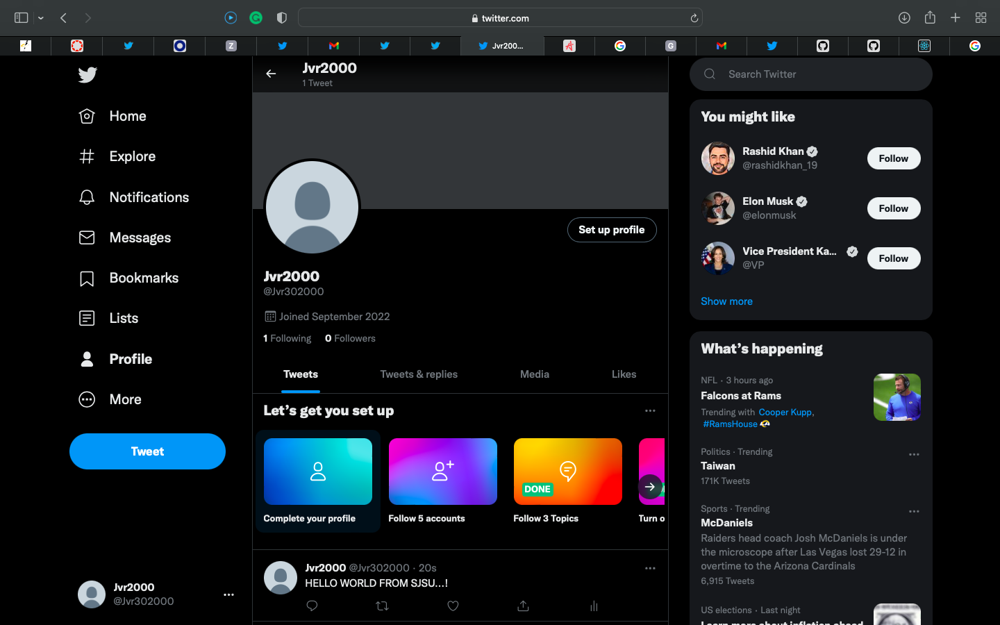 twitter.com
Z
Jvr200...
G
Jvr2000
1 Tweet
Search Twitter
Home
Explore
Notifications
Messages
Bookmarks
Lists
Profile
More
Tweet
Jvr2000
@Jvr302000
Set up profile
Jvr2000
@Jvr302000
Joined September 2022
1 Following 0 Followers
Tweets Tweets & replies Media Likes
Let's get you set up
DONE
Complete your profile
Follow 5 accounts
Follow 3 Topics
Turn o
Jvr2000 @Jvr302000 · 20s
HELLO WORLD FROM SJSU...!
You might like
Rashid Khan
@rashidkhan_19
Follow
Elon Musk
@elonmusk
Follow
Vice President Ka...
@VP
Follow
Show more
What's happening
NFL · 3 hours ago
Falcons at Rams
Trending with Cooper Kupp,
#RamsHouse
Politics · Trending
Taiwan
171K Tweets
Sports · Trending
McDaniels
Raiders head coach Josh McDaniels is under
the microscope after Las Vegas lost 29-12 in
overtime to the Arizona Cardinals
6,915 Tweets
US elections · Last night
Learn more about inflation ahead